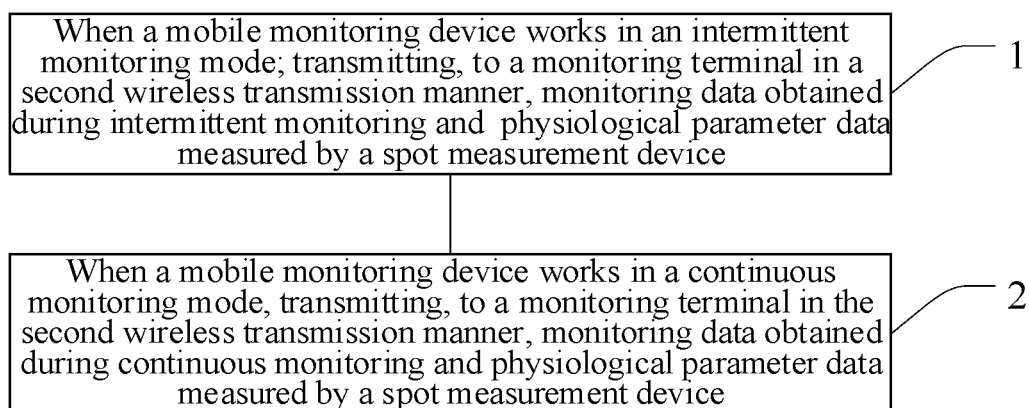 When a mobile monitoring device works in an intermittent
monitoring mode; transmitting, to a monitoring terminal in a
second wireless transmission manner, monitoring data obtained
during intermittent monitoring and physiological parameter data
measured by a spot measurement device
1
When a mobile monitoring device works in a continuous
monitoring mode, transmitting, to a monitoring terminal in the
second wireless transmission manner, monitoring data obtained
during continuous monitoring and physiological parameter data
measured by a spot measurement device
2